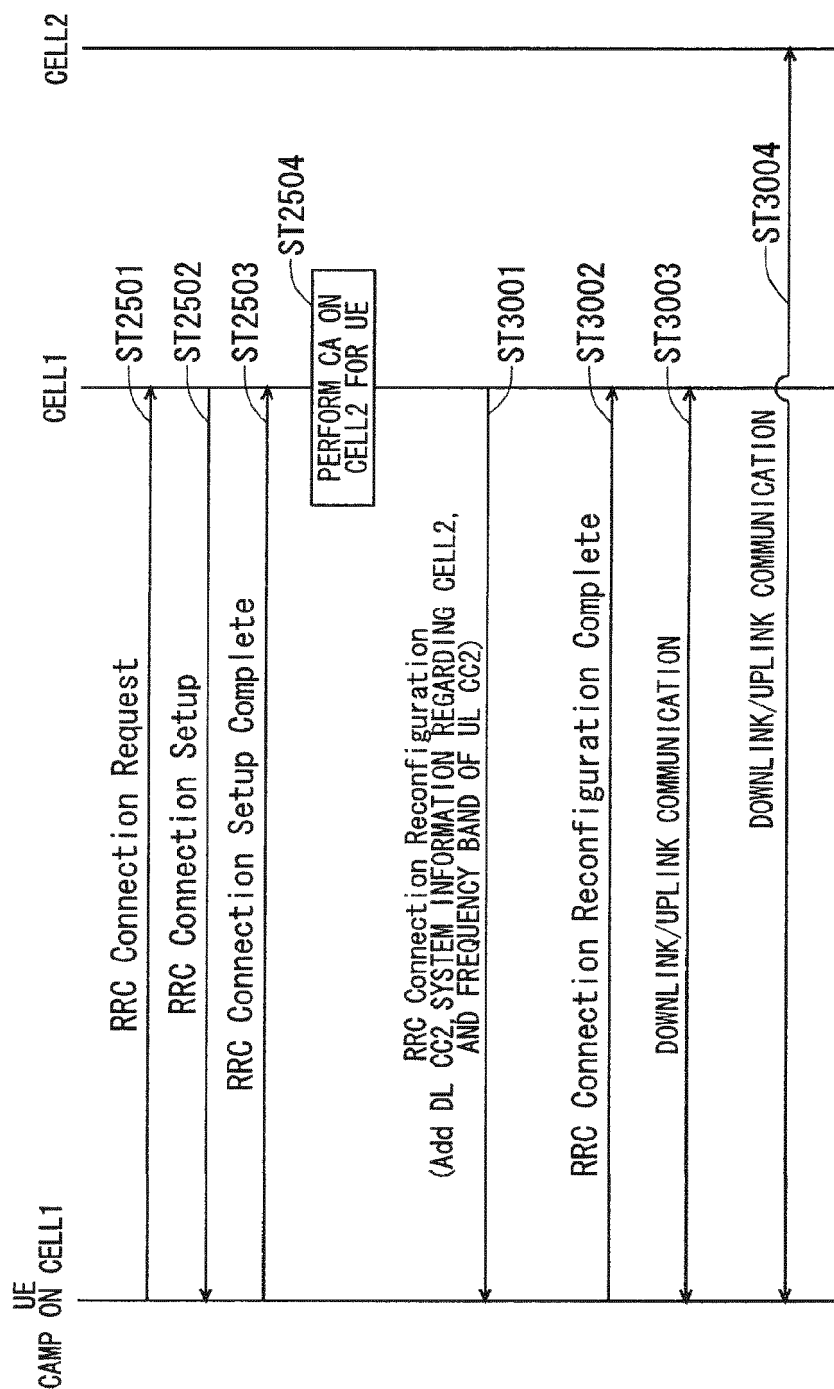 UE
CAMP ON CELL1
CELL1
CELL2
RRC Connection Request
ST2501
RRC Connection Setup
ST2502
RRC Connection Setup Complete
ST2503
ST2504
PERFORM CA ON
CELL2 FOR UE
RRC Connection Reconfiguration
(Add DL CC2, SYSTEM INFORMATION REGARDING CELL2,
AND FREQUENCY BAND OF UL CC2)
ST3001
RRC Connection Reconfiguration Complete
ST3002
DOWNLINK/UPLINK COMMUNICATION
ST3003
DOWNLINK/UPLINK COMMUNICATION
ST3004